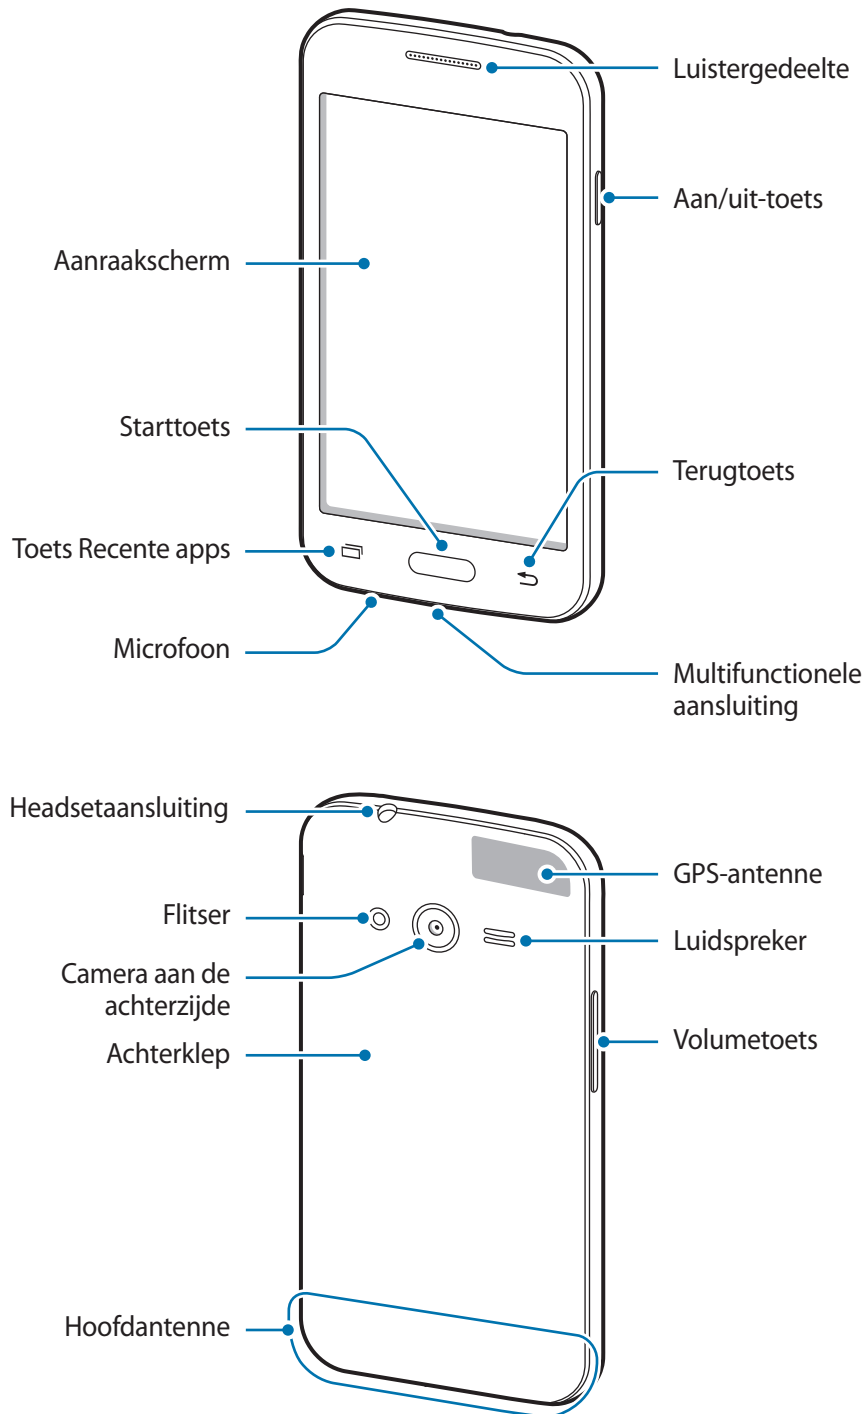 Luistergedeelte
Aan/uit-toets
Aanraakscherm
Starttoets
Terugtoets
Toets Recente apps
Microfoon
Multifunctionele
aansluiting
Headsetaansluiting
GPS-antenne
Flitser
Luidspreker
Camera aan de
achterzijde
Volumetoets
Achterklep
Hoofdantenne